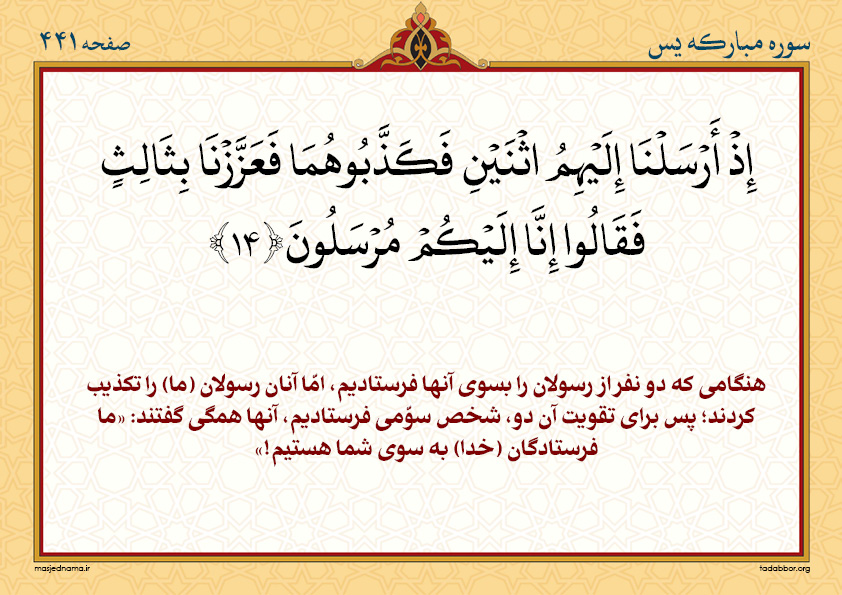 سوره مبارکه یس
صفحه ۴۴۱
إِذْ أَرْسَلْنَا إِلَيْهِمُ اثْنَيْنِ فَكَذَّبُوهُمَا فَعَزَّزْنَا بِثَالِثٍ
فَقَالُوا إِنَّا إِلَيْكُمْ مُرْسَلُونَ ﴿۱۴﴾
هنگامی که دو نفر از رسولان را بسوی آنها فرستادیم، امّا آنان رسولان (ما) را تکذیب
کردند؛ پس برای تقویت آن دو، شخص سوّمی فرستادیم، آنها همگی گفتند: «ما
فرستادگان (خدا) به سوی شما هستیم!»
masjednama.ir
tadabbor.org